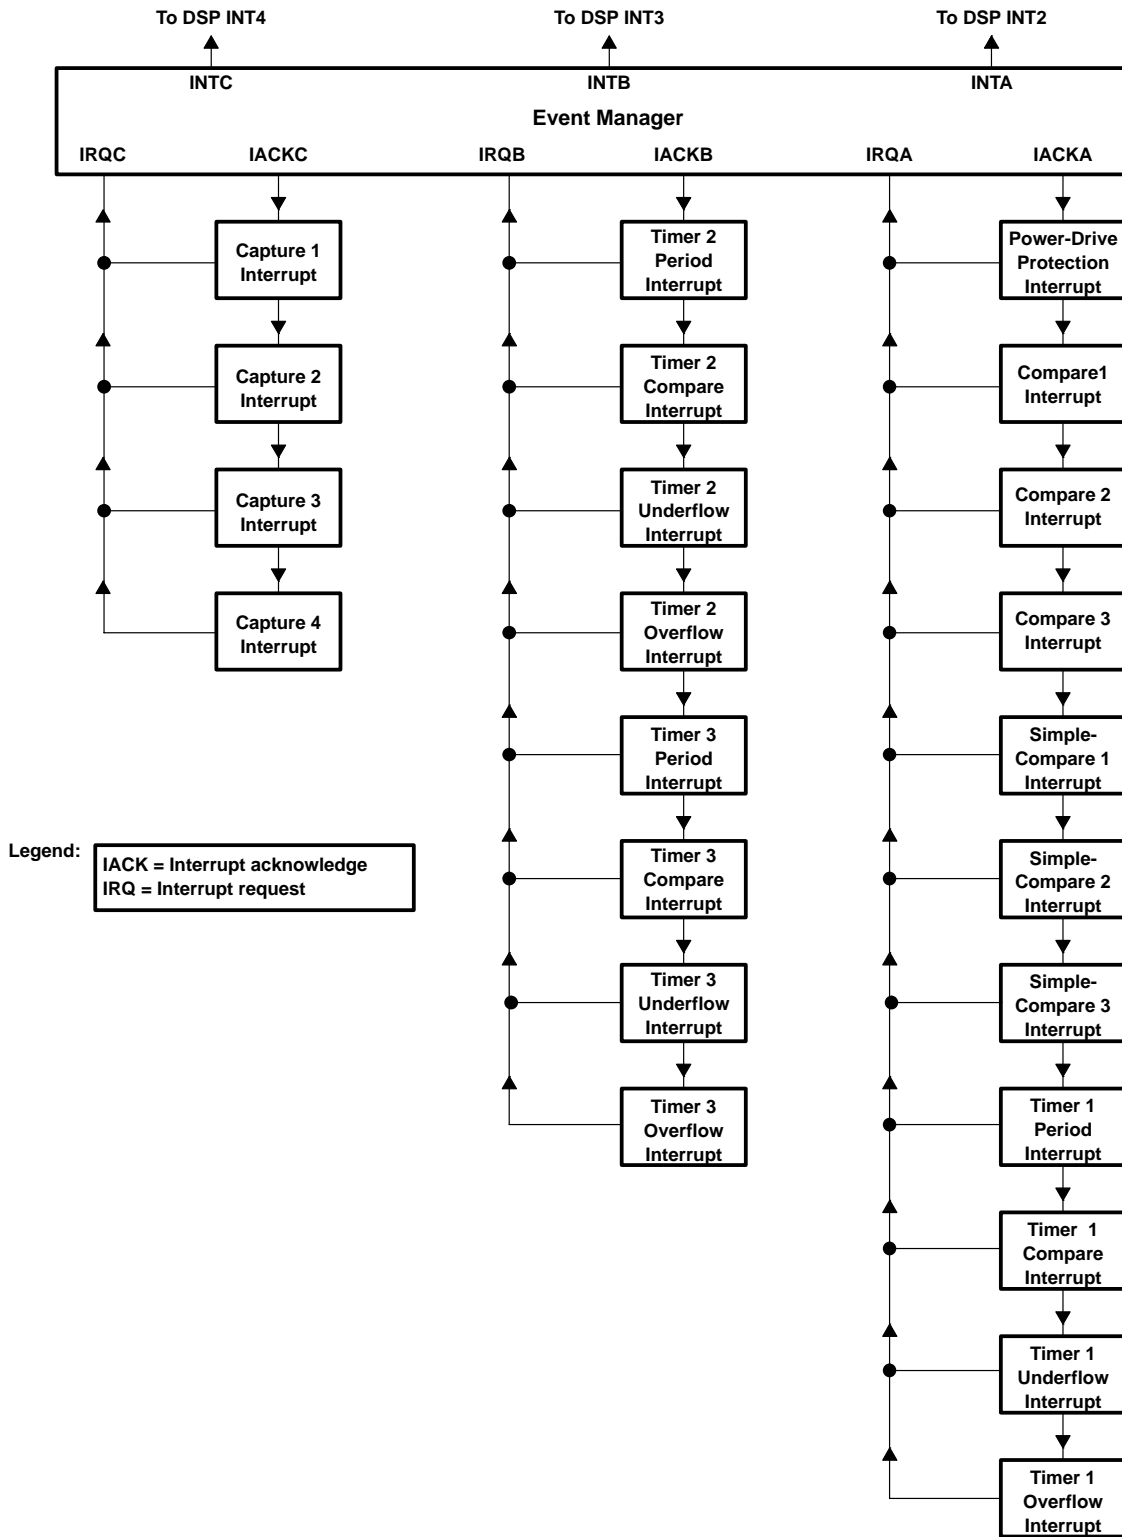 To DSP INT4
To DSP INT3
To DSP INT2
INTC
INTB
INTA
Event Manager
IRQC
IACKC
IRQB
IACKB
IRQA
IACKA
Capture 1
Interrupt
Capture 2
Interrupt
Capture 3
Interrupt
Capture 4
Interrupt
Timer 2
Period
Interrupt
Timer 2
Compare
Interrupt
Timer 2
Underflow
Interrupt
Timer 2
Overflow
Interrupt
Timer 3
Period
Interrupt
Timer 3
Compare
Interrupt
Timer 3
Underflow
Interrupt
Timer 3
Overflow
Interrupt
Power-Drive
Protection
Interrupt
Compare1
Interrupt
Compare 2
Interrupt
Compare 3
Interrupt
Simple-
Compare 1
Interrupt
Simple-
Compare 2
Interrupt
Simple-
Compare 3
Interrupt
Timer 1
Period
Interrupt
Timer 1
Compare
Interrupt
Timer 1
Underflow
Interrupt
Timer 1
Overflow
Interrupt
Legend:
IACK = Interrupt acknowledge
IRQ = Interrupt request